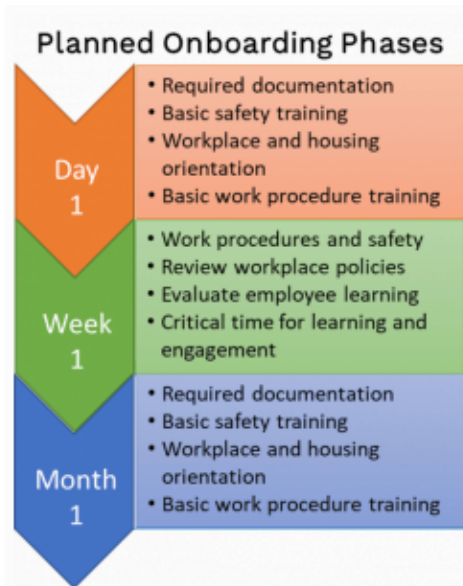 Planned Onboarding Phases
Day
1
• Required documentation
• Basic safety training
• Workplace and housing
orientation
• Basic work procedure training
Week
1
• Work procedures and safety
• Review workplace policies
• Evaluate employee learning
• Critical time for learning and
engagement
Month
1
• Required documentation
• Basic safety training
• Workplace and housing
orientation
• Basic work procedure training